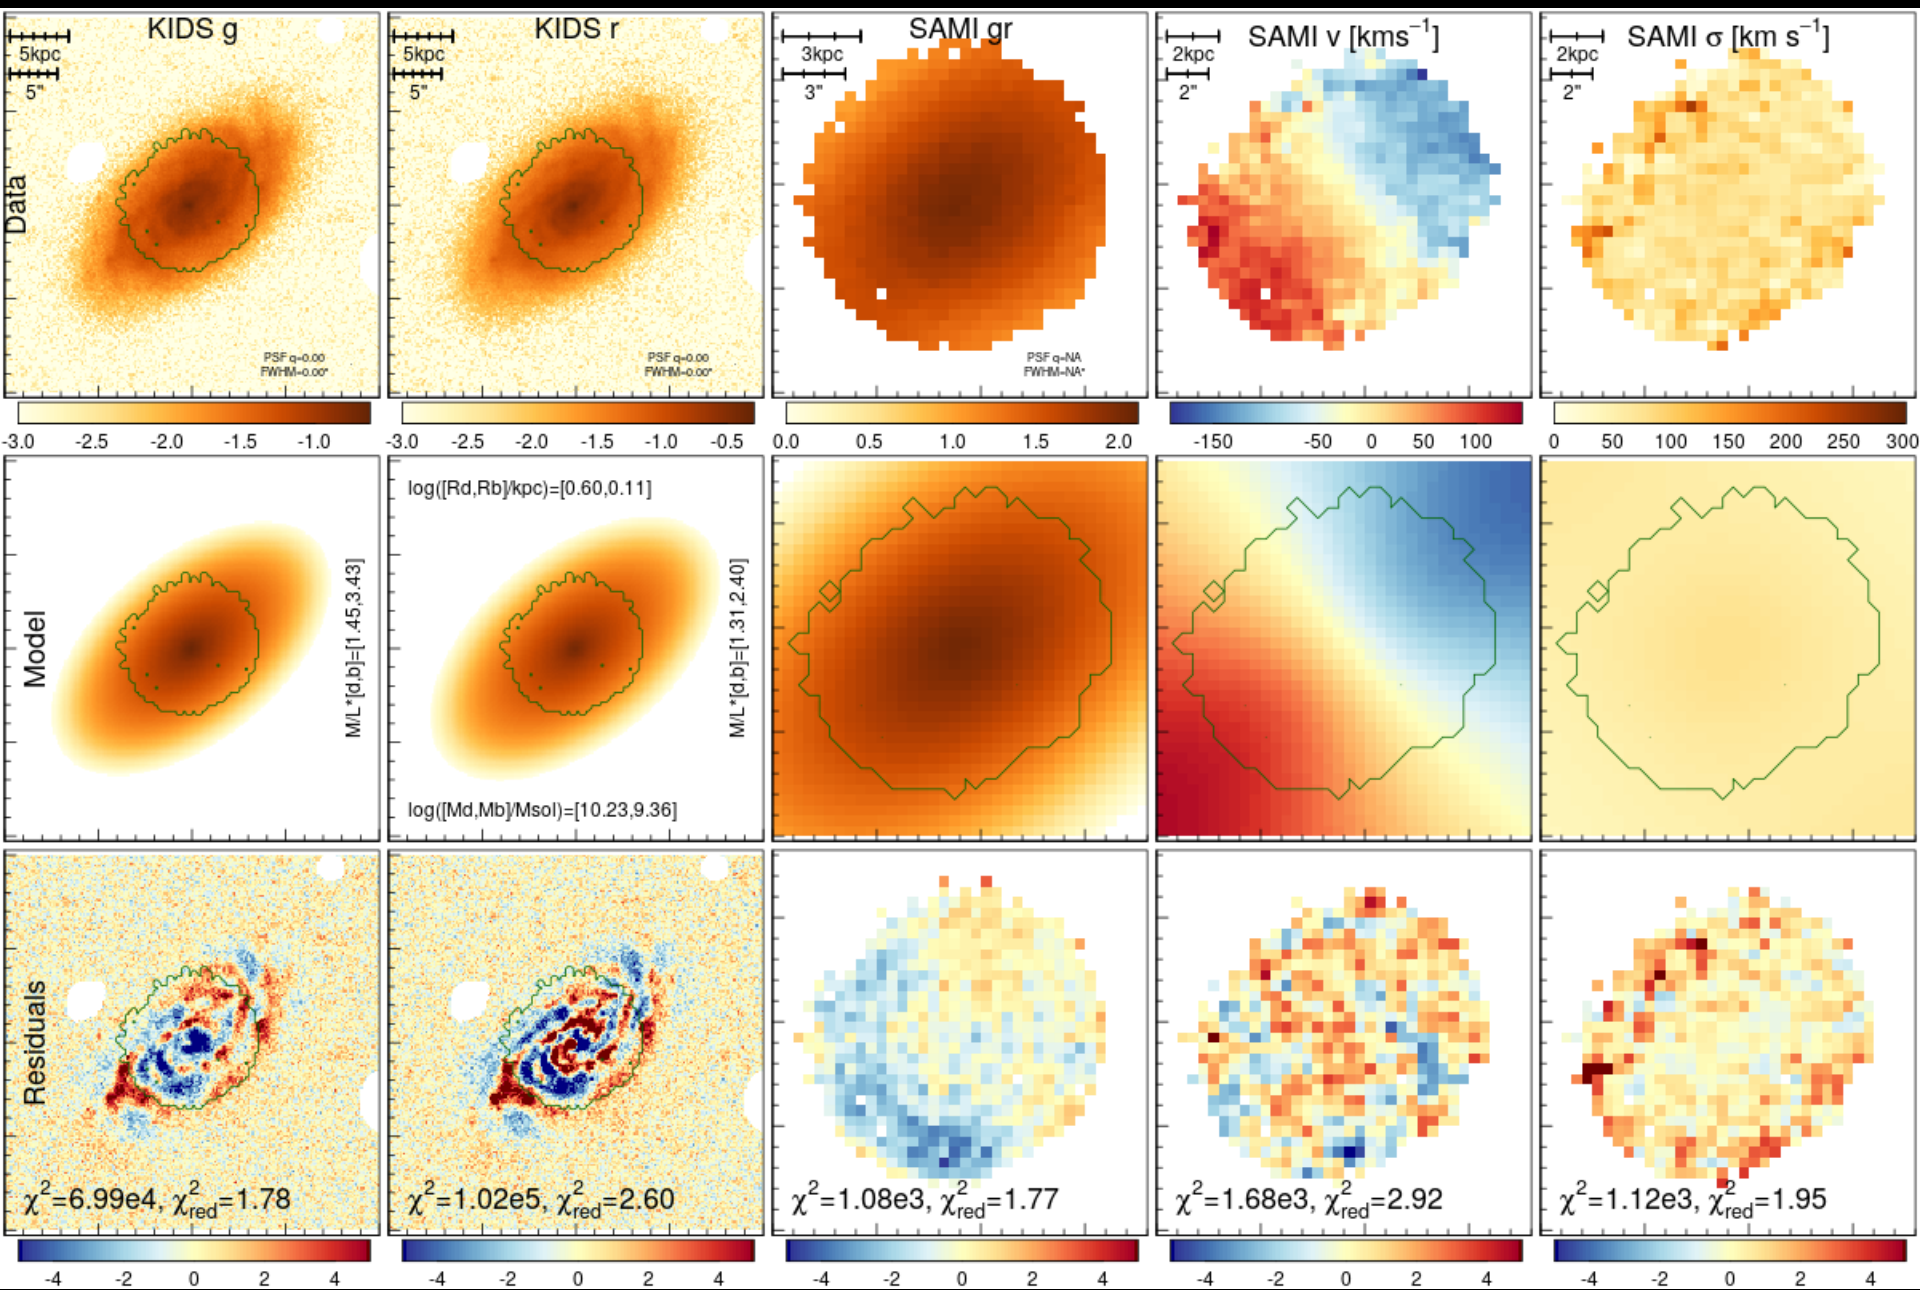 KIDS g
5kpc
5"
Data
PSF q=0.00
FWHM=0.00"
-3.0 -2.5 -2.0 -1.5 -1.0
KIDS r
5kpc
5"
PSF q=0.00
FWHM=0.00"
-3.0 -2.5 -2.0 -1.5 -1.0 -0.5
SAMI gr
3kpc
3"
PSF q=NA
FWHM=NA"
0.0 0.5 1.0 1.5 2.0
SAMI v [kms⁻¹]
2kpc
2"
-150 -50 0 50 100
SAMI σ [km s⁻¹]
2kpc
2"
0 50 100 150 200 250 300
Model
M/L*[d,b]=[1.45,3.43]
log([Rd,Rb]/kpc)=[0.60,0.11]
M/L*[d,b]=[1.31,2.40]
log([Md,Mb]/Msol)=[10.23,9.36]
Residuals
χ²=6.99e4, χ²red=1.78
-4 -2 0 2 4
χ²=1.02e5, χ²red=2.60
-4 -2 0 2 4
χ²=1.08e3, χ²red=1.77
-4 -2 0 2 4
χ²=1.68e3, χ²red=2.92
-4 -2 0 2 4
χ²=1.12e3, χ²red=1.95
-4 -2 0 2 4